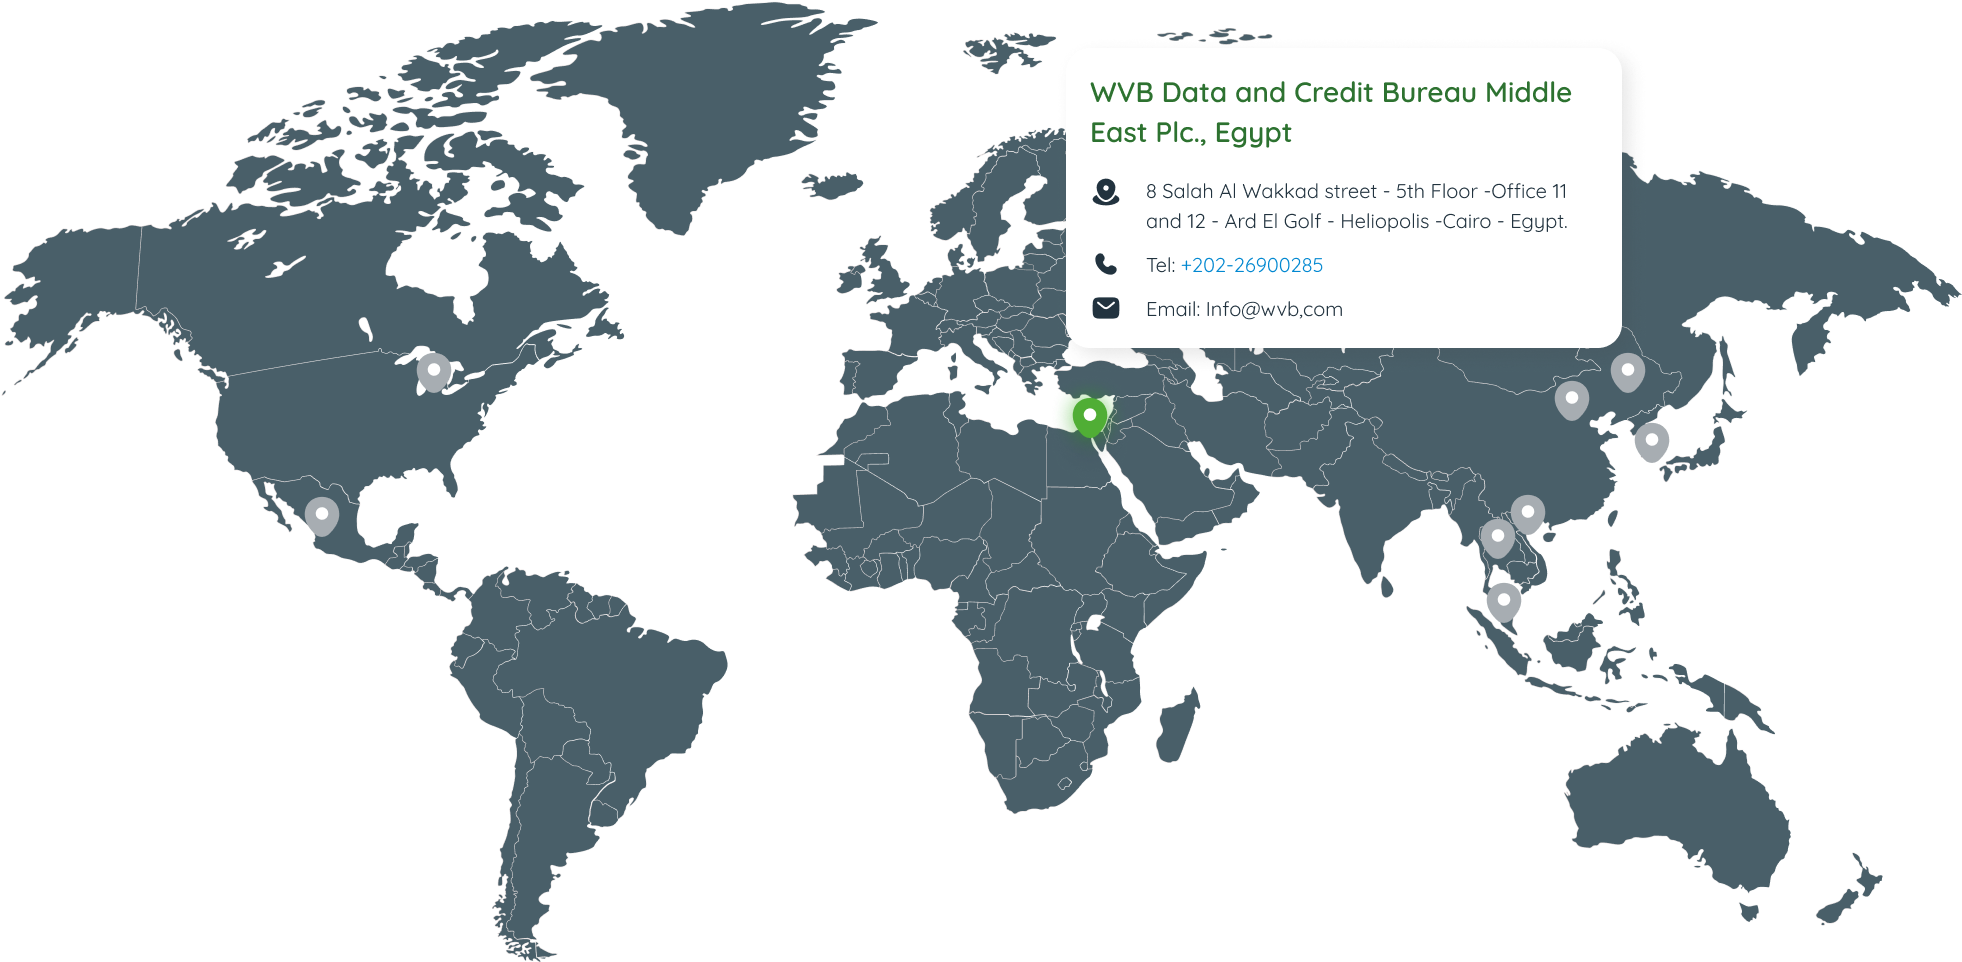 WVB Data and Credit Bureau Middle
East Plc., Egypt
8 Salah Al Wakkad street - 5th Floor -Office 11
and 12 - Ard El Golf - Heliopolis -Cairo - Egypt.
Tel: +202-26900285
Email: Info@wvb,com